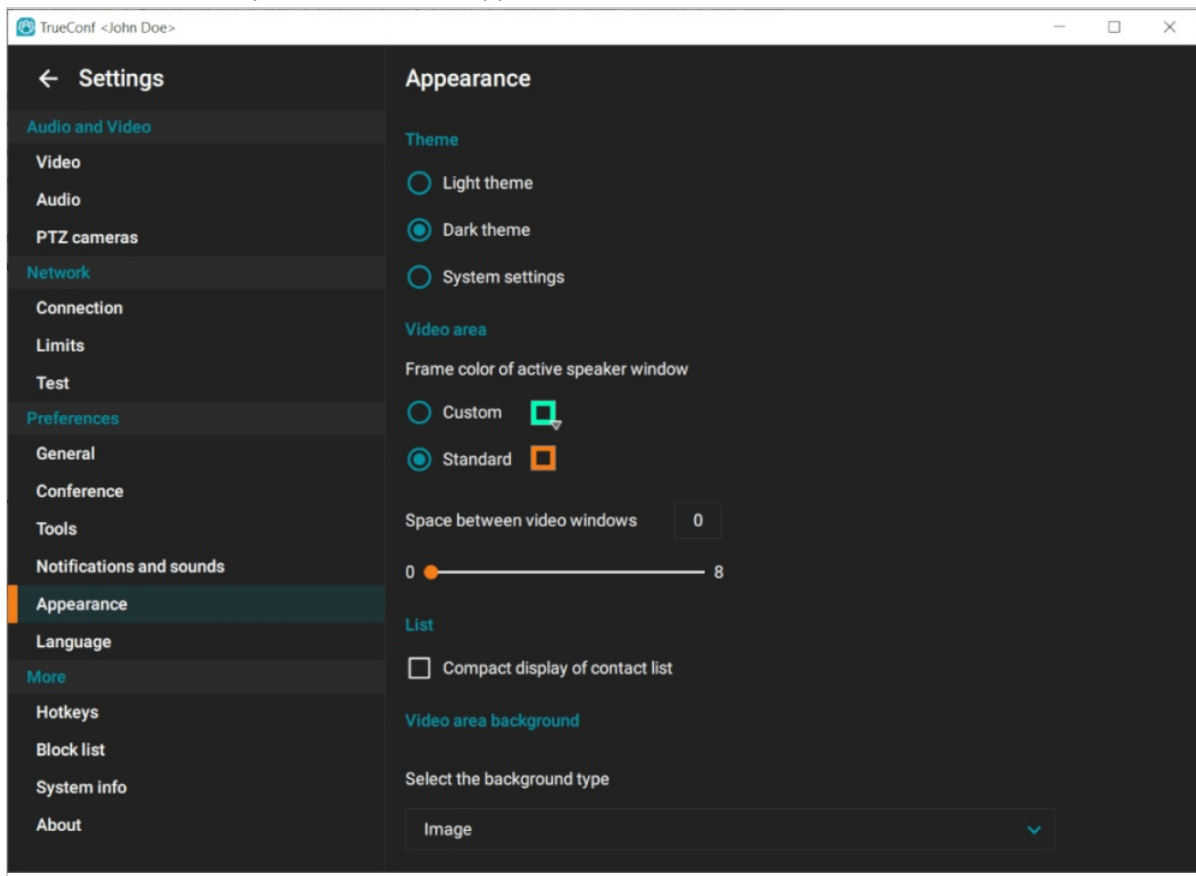 TrueConf <John Doe>
Settings
Audio and Video
Video
Audio
PTZ cameras
Network
Connection
Limits
Test
Preferences
General
Conference
Tools
Notifications and sounds
Appearance
Language
More
Hotkeys
Block list
System info
About
Appearance
Theme
Light theme
Dark theme
System settings
Video area
Frame color of active speaker window
Custom
Standard
Space between video windows 0
0 8
List
Compact display of contact list
Video area background
Select the background type
Image